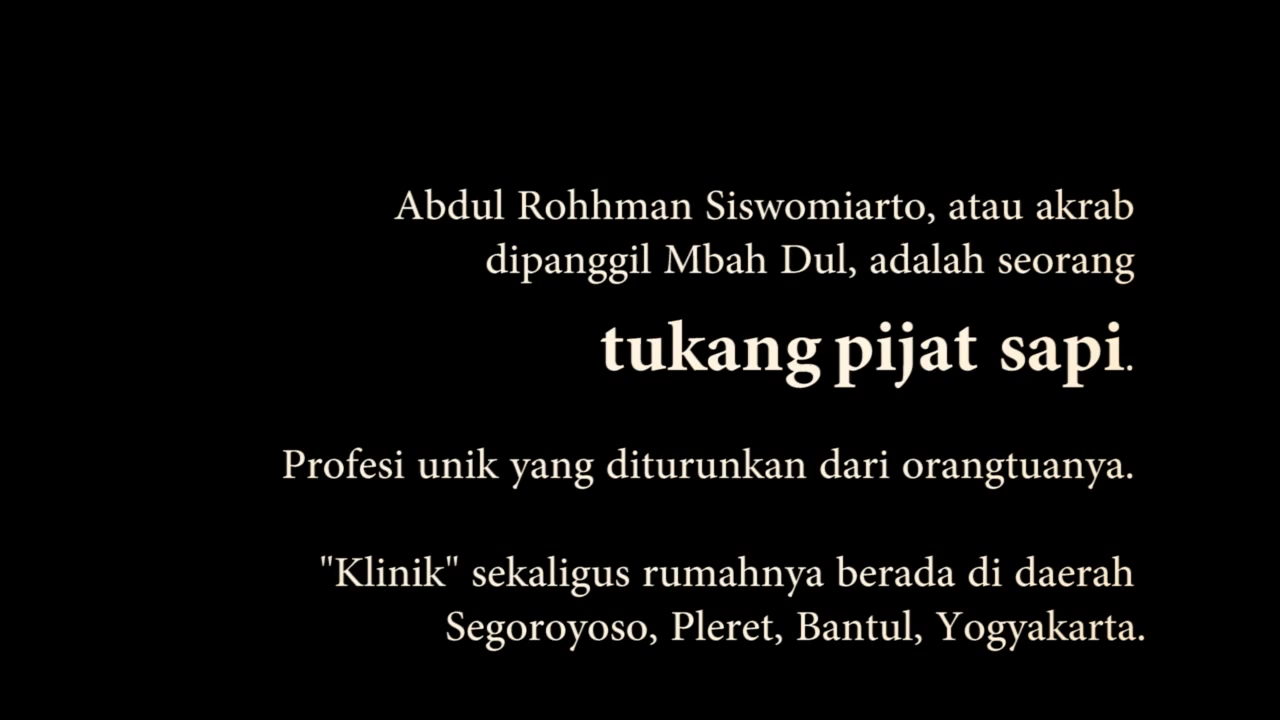 Abdul Rohhman Siswomiarto, atau akrab
dipanggil Mbah Dul, adalah seorang
tukang pijat sapi.
Profesi unik yang diturunkan dari orangtuanya.
"Klinik" sekaligus rumahnya berada di daerah
Segoroyoso, Pleret, Bantul, Yogyakarta.